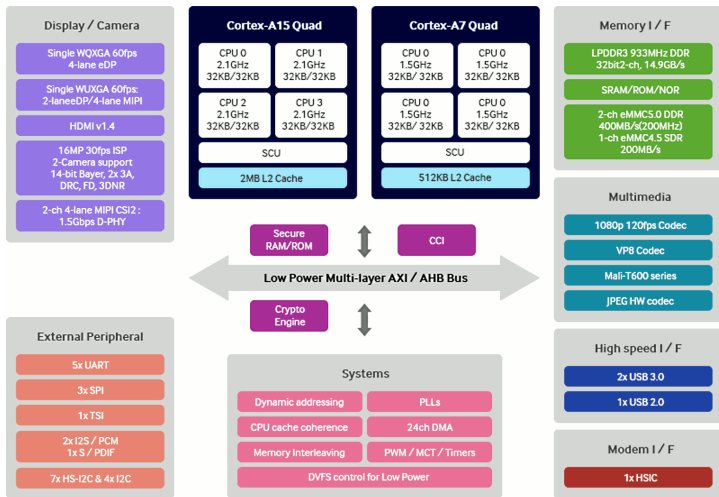 Display / Camera
Single WQXGA 60fps
4-lane eDP
Single WUXGA 60fps:
2-laneeDP/4-lane MIPI
HDMI v1.4
16MP 30fps ISP
2-Camera support
14-bit Bayer, 2x 3A,
DRC, FD, 3DNR
2-ch 4-lane MIPI CSI2 :
1.5Gbps D-PHY
Cortex-A15 Quad
CPU 0
2.1GHz
32KB/32KB
CPU 1
2.1GHz
32KB/32KB
CPU 2
2.1GHz
32KB/32KB
CPU 3
2.1GHz
32KB/32KB
SCU
2MB L2 Cache
Cortex-A7 Quad
CPU 0
1.5GHz
32KB/32KB
CPU 0
1.5GHz
32KB/32KB
CPU 0
1.5GHz
32KB/32KB
CPU 0
1.5GHz
32KB/32KB
SCU
512KB L2 Cache
Memory I / F
LPDDR3 933MHz DDR
32bit2-ch, 14.9GB/s
SRAM/ROM/NOR
2-ch eMMC5.0 DDR
400MB/s(200MHz)
1-ch eMMC4.5 SDR
200MB/s
Secure
RAM/ROM
CCI
Low Power Multi-layer AXI / AHB Bus
Crypto
Engine
Multimedia
1080p 120fps Codec
VP8 Codec
Mali-T600 series
JPEG HW codec
External Peripheral
5x UART
3x SPI
1x TSI
2x I2S / PCM
1x S / PDIF
7x HS-I2C & 4x I2C
Systems
Dynamic addressing
PLLs
CPU cache coherence
24ch DMA
Memory Interleaving
PWM / MCT / Timers
DVFS control for Low Power
High speed I / F
2x USB 3.0
1x USB 2.0
Modem I / F
1x HSIC